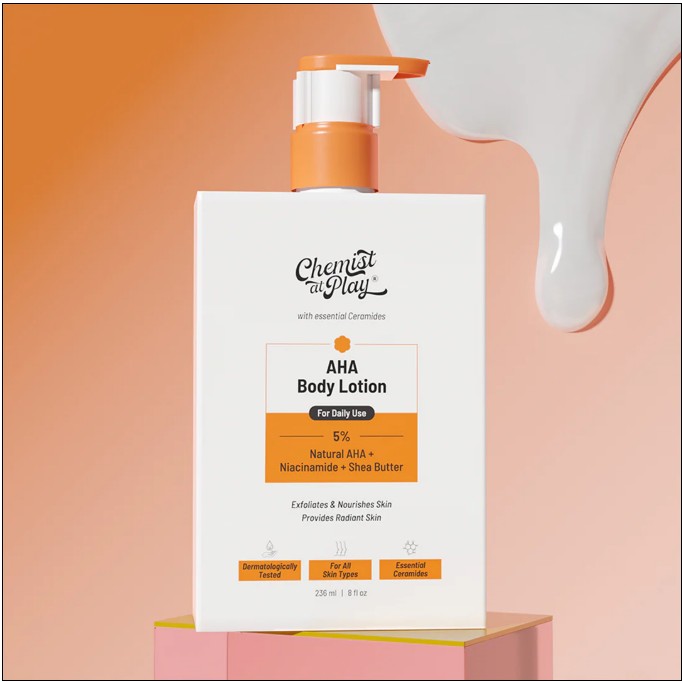 Chemist
at Play®
with essential Ceramides
AHA
Body Lotion
For Daily Use
5%
Natural AHA +
Niacinamide + Shea Butter
Exfoliates & Nourishes Skin
Provides Radiant Skin
Dermatologically
Tested
For All
Skin Types
Essential
Ceramides
236 ml | 8 fl oz